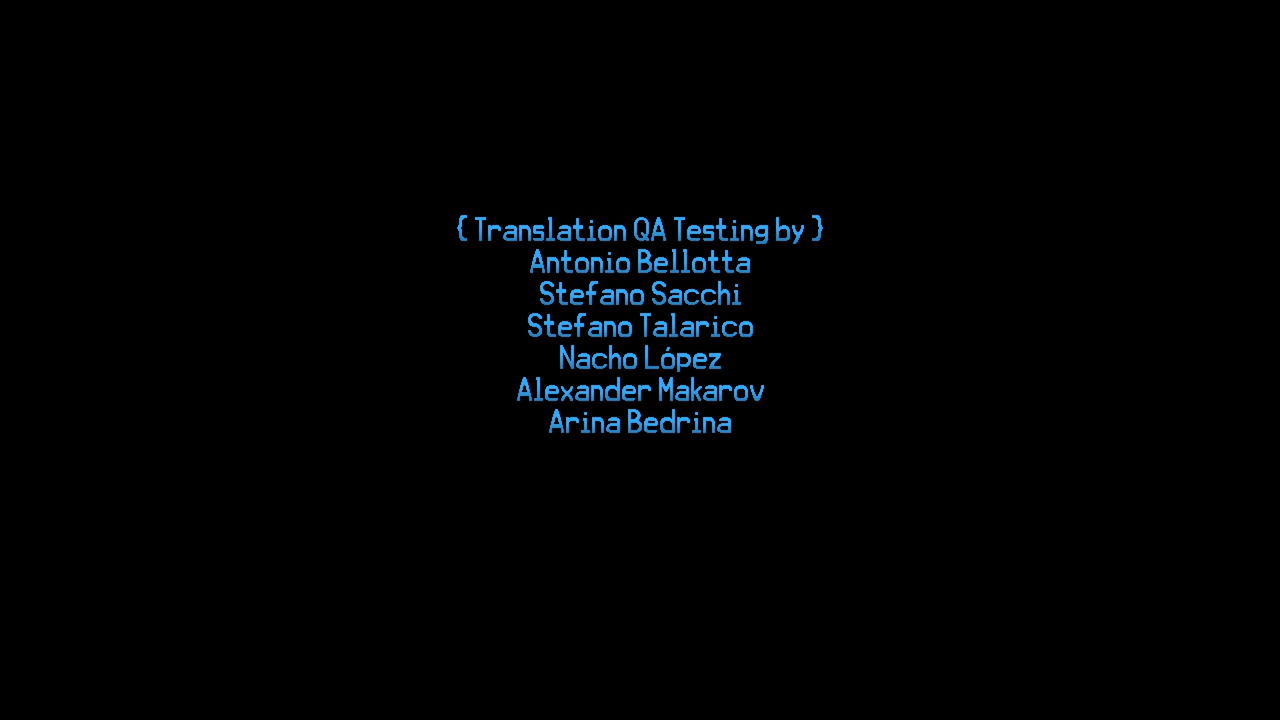 { Translation QA Testing by }
Antonio Bellotta
Stefano Sacchi
Stefano Talarico
Nacho López
Alexander Makarov
Arina Bedrina